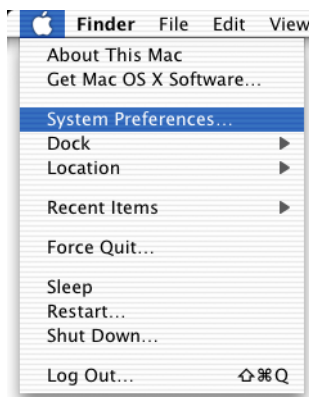 Finder File Edit View
About This Mac
Get Mac OS X Software...
System Preferences...
Dock
Location
Recent Items
Force Quit...
Sleep
Restart...
Shut Down...
Log Out... ⇧⌘Q